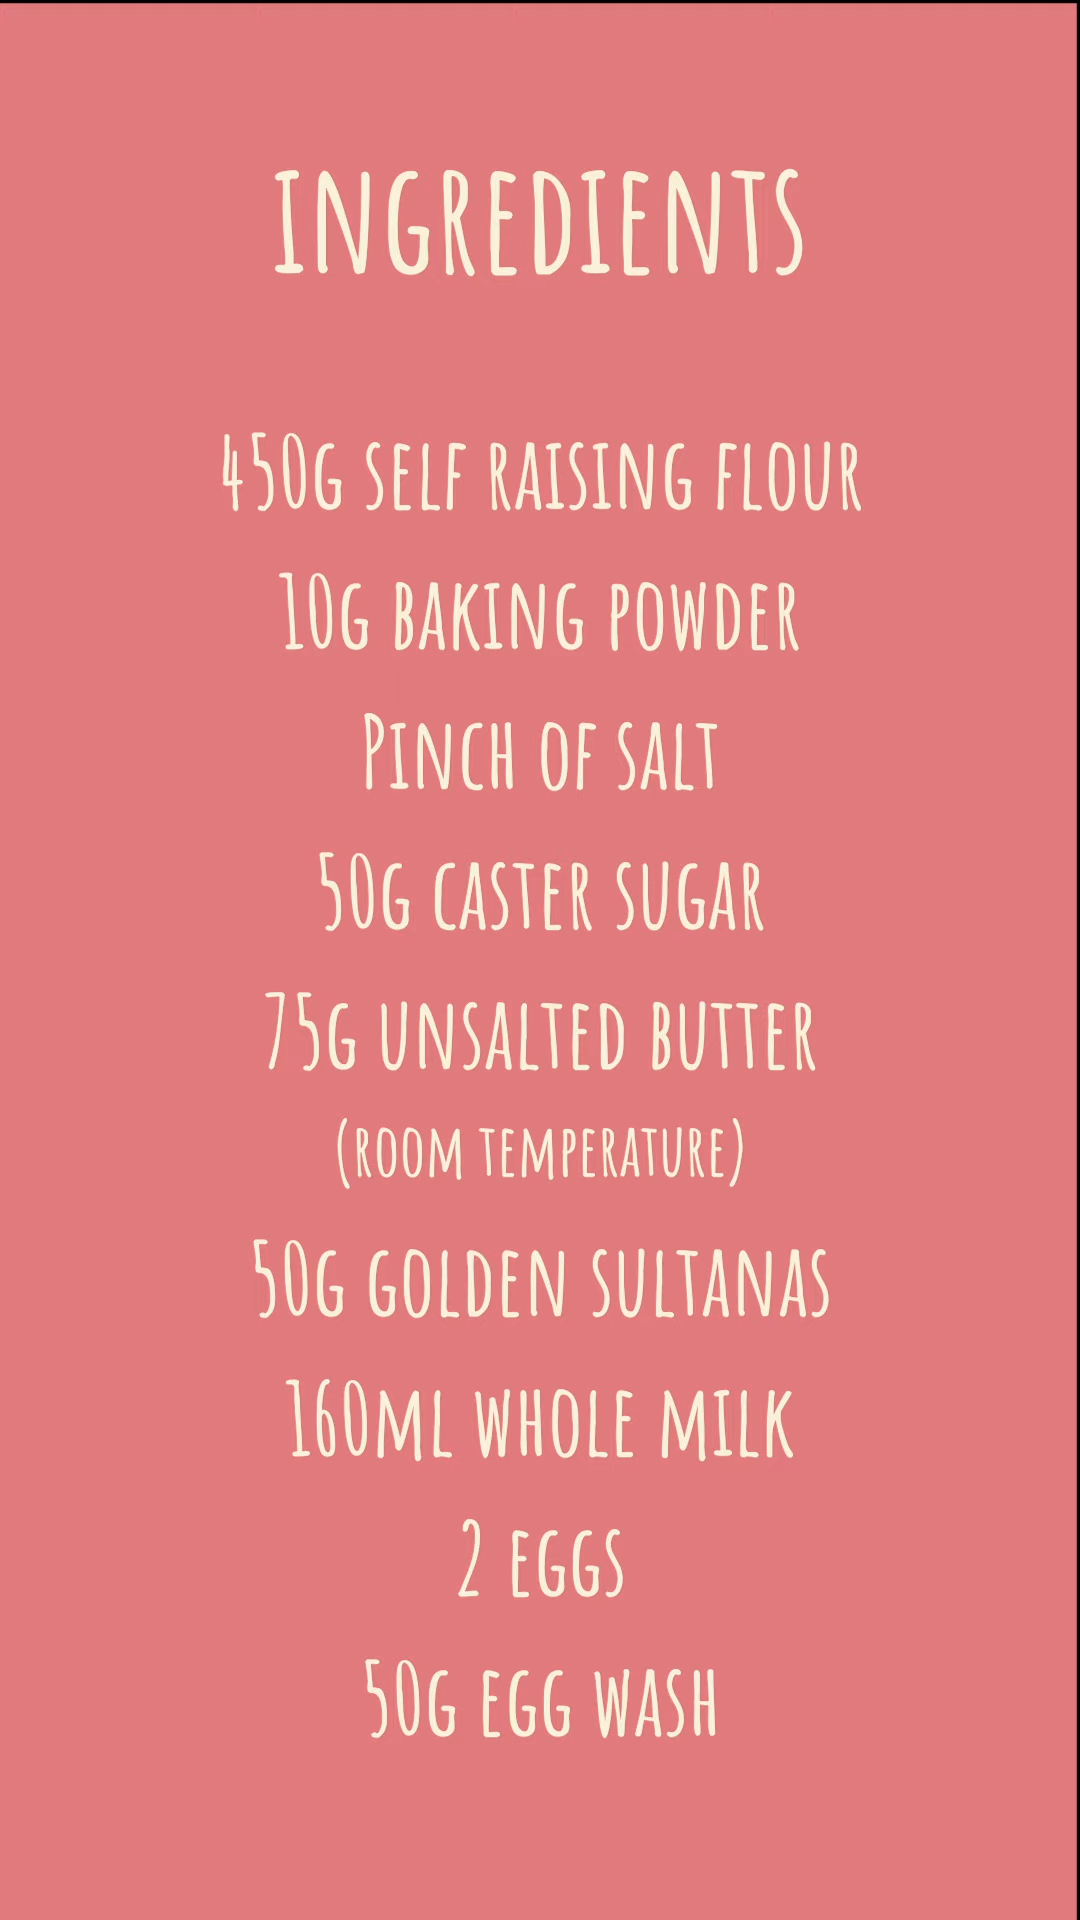 INGREDIENTS
450G SELF RAISING FLOUR
10G BAKING POWDER
PINCH OF SALT
50G CASTER SUGAR
75G UNSALTED BUTTER
(ROOM TEMPERATURE)
50G GOLDEN SULTANAS
160ML WHOLE MILK
2 EGGS
50G EGG WASH